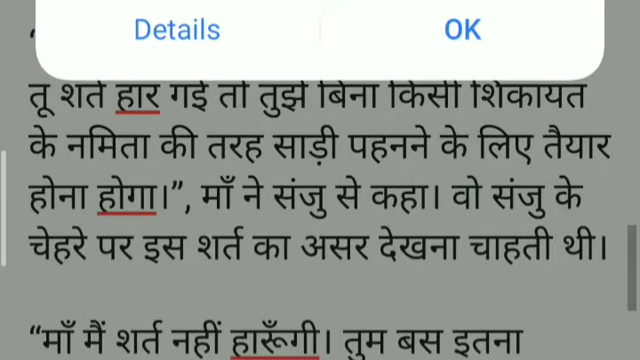 Details OK
तू शर्त हार गई तो तुझे बिना किसी शिकायत
के नमिता की तरह साड़ी पहनने के लिए तैयार
होना होगा।”, माँ ने संजु से कहा। वो संजु के
चेहरे पर इस शर्त का असर देखना चाहती थी।
“माँ मैं शर्त नहीं हारूँगी। तुम बस इतना